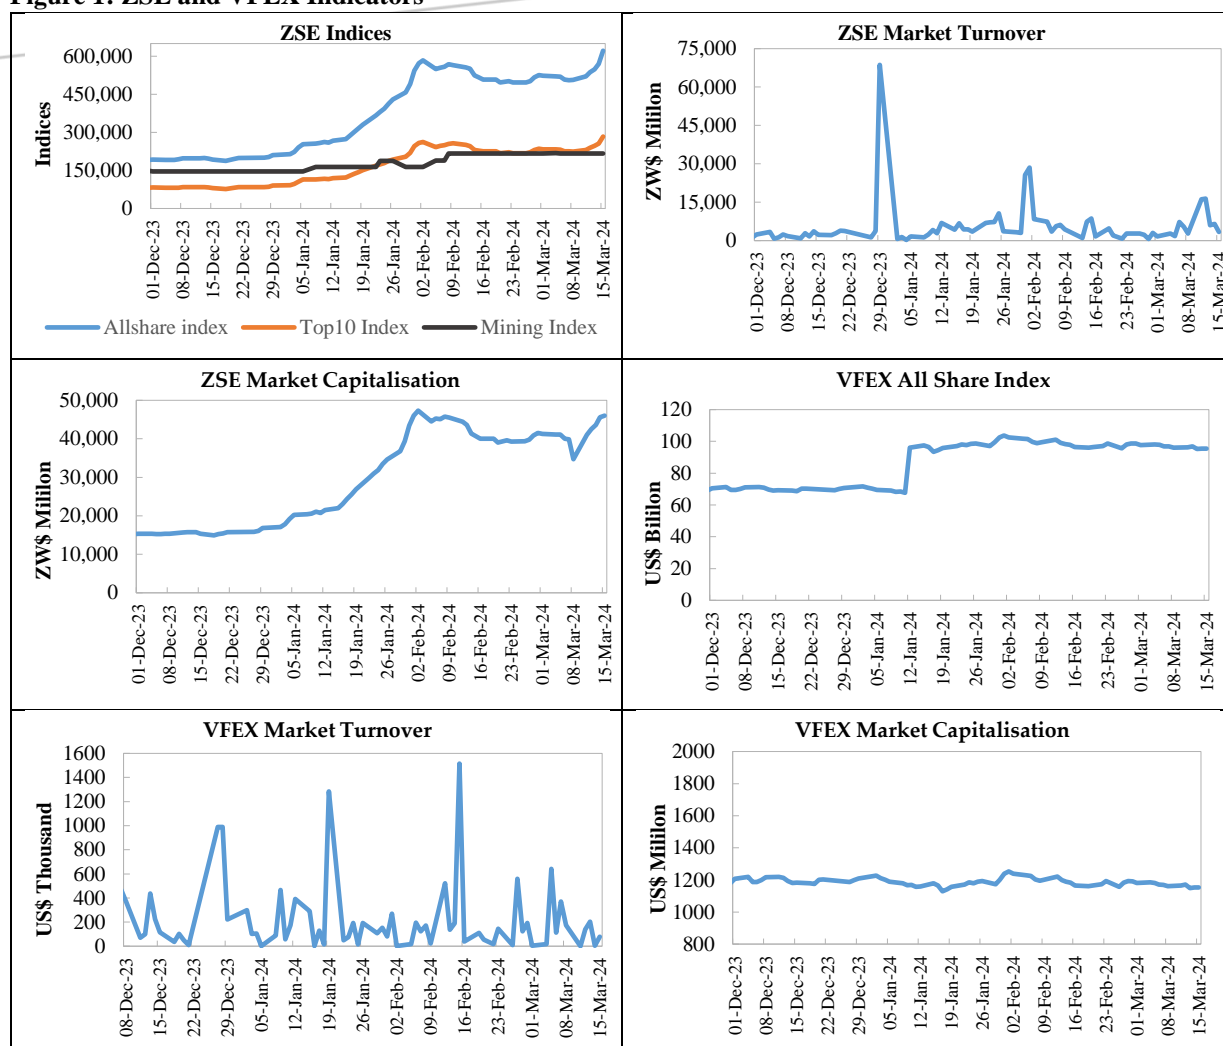 Figure 1: ZSE and VFEX Indicators
ZSE Indices
600,000
450,000
300,000
150,000
0
Indices
01-Dec-23
08-Dec-23
15-Dec-23
22-Dec-23
29-Dec-23
05-Jan-24
12-Jan-24
19-Jan-24
26-Jan-24
02-Feb-24
09-Feb-24
16-Feb-24
23-Feb-24
01-Mar-24
08-Mar-24
15-Mar-24
Allshare index
Top10 Index
Mining Index
ZSE Market Turnover
75,000
60,000
45,000
30,000
15,000
0
ZW$ Mililon
01-Dec-23
08-Dec-23
15-Dec-23
22-Dec-23
29-Dec-23
05-Jan-24
12-Jan-24
19-Jan-24
26-Jan-24
02-Feb-24
09-Feb-24
16-Feb-24
23-Feb-24
01-Mar-24
08-Mar-24
15-Mar-24
ZSE Market Capitalisation
50,000
40,000
30,000
20,000
10,000
0
ZW$ Mililon
01-Dec-23
08-Dec-23
15-Dec-23
22-Dec-23
29-Dec-23
05-Jan-24
12-Jan-24
19-Jan-24
26-Jan-24
02-Feb-24
09-Feb-24
16-Feb-24
23-Feb-24
01-Mar-24
08-Mar-24
15-Mar-24
VFEX All Share Index
120
100
80
60
40
20
0
US$ Bililon
01-Dec-23
08-Dec-23
15-Dec-23
22-Dec-23
29-Dec-23
05-Jan-24
12-Jan-24
19-Jan-24
26-Jan-24
02-Feb-24
09-Feb-24
16-Feb-24
23-Feb-24
01-Mar-24
08-Mar-24
15-Mar-24
VFEX Market Turnover
1600
1400
1200
1000
800
600
400
200
0
US$ Thousand
08-Dec-23
15-Dec-23
22-Dec-23
29-Dec-23
05-Jan-24
12-Jan-24
19-Jan-24
26-Jan-24
02-Feb-24
09-Feb-24
16-Feb-24
23-Feb-24
01-Mar-24
08-Mar-24
15-Mar-24
VFEX Market Capitalisation
2000
1800
1600
1400
1200
1000
800
US$ Mililon
01-Dec-23
08-Dec-23
15-Dec-23
22-Dec-23
29-Dec-23
05-Jan-24
12-Jan-24
19-Jan-24
26-Jan-24
02-Feb-24
09-Feb-24
16-Feb-24
23-Feb-24
01-Mar-24
08-Mar-24
15-Mar-24